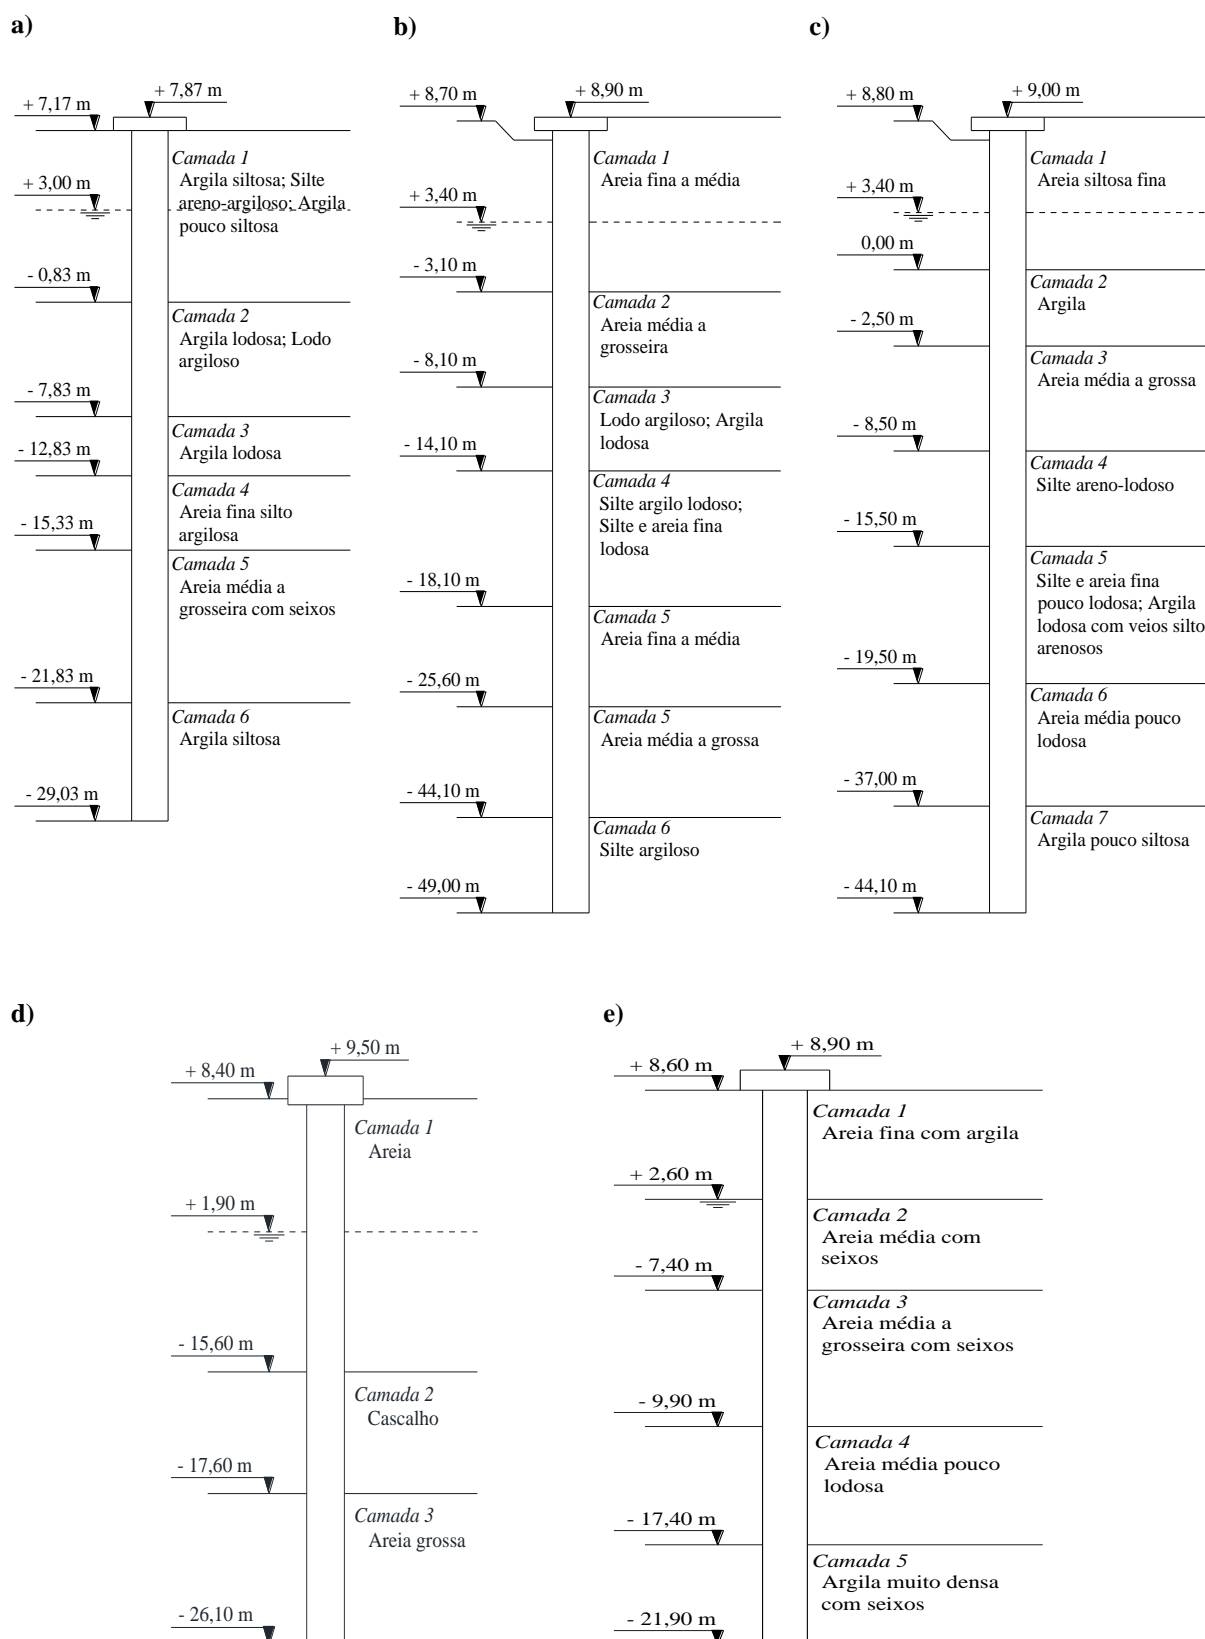 a)
+ 7,87 m
+ 7,17 m
Camada 1
Argila siltosa; Silte
areno-argiloso; Argila
pouco siltosa
+ 3,00 m
- 0,83 m
Camada 2
Argila lodosa; Lodo
argiloso
- 7,83 m
Camada 3
Argila lodosa
- 12,83 m
Camada 4
Areia fina silto
argilosa
- 15,33 m
Camada 5
Areia média a
grosseira com seixos
- 21,83 m
Camada 6
Argila siltosa
- 29,03 m
b)
+ 8,90 m
+ 8,70 m
Camada 1
Areia fina a média
+ 3,40 m
- 3,10 m
Camada 2
Areia média a
grosseira
- 8,10 m
Camada 3
Lodo argiloso; Argila
lodosa
- 14,10 m
Camada 4
Silte argilo lodoso;
Silte e areia fina
lodosa
- 18,10 m
Camada 5
Areia fina a média
- 25,60 m
Camada 5
Areia média a grossa
- 44,10 m
Camada 6
Silte argiloso
- 49,00 m
c)
+ 9,00 m
+ 8,80 m
Camada 1
Areia siltosa fina
+ 3,40 m
0,00 m
Camada 2
Argila
- 2,50 m
Camada 3
Areia média a grossa
- 8,50 m
Camada 4
Silte areno-lodoso
- 15,50 m
Camada 5
Silte e areia fina
pouco lodosa; Argila
lodosa com veios silto
arenosos
- 19,50 m
Camada 6
Areia média pouco
lodosa
- 37,00 m
Camada 7
Argila pouco siltosa
- 44,10 m
d)
+ 9,50 m
+ 8,40 m
Camada 1
Areia
+ 1,90 m
- 15,60 m
Camada 2
Cascalho
- 17,60 m
Camada 3
Areia grossa
- 26,10 m
e)
+ 8,90 m
+ 8,60 m
Camada 1
Areia fina com argila
+ 2,60 m
Camada 2
Areia média com
seixos
- 7,40 m
Camada 3
Areia média a
grosseira com seixos
- 9,90 m
Camada 4
Areia média pouco
lodosa
- 17,40 m
Camada 5
Argila muito densa
com seixos
- 21,90 m